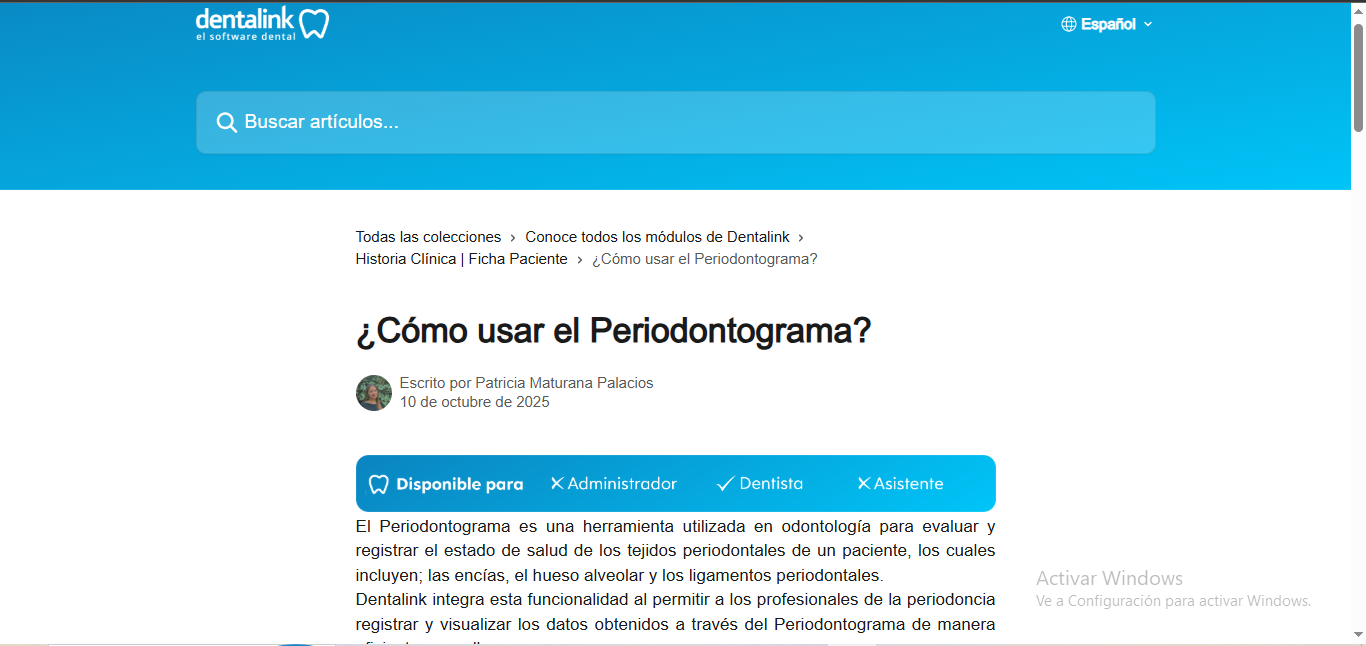 dentalink
el software dental
Español
Buscar artículos...
Todas las colecciones > Conoce todos los módulos de Dentalink >
Historia Clínica | Ficha Paciente > ¿Cómo usar el Periodontograma?
¿Cómo usar el Periodontograma?
Escrito por Patricia Maturana Palacios
10 de octubre de 2025
Disponible para Administrador Dentista Asistente
El Periodontograma es una herramienta utilizada en odontología para evaluar y
registrar el estado de salud de los tejidos periodontales de un paciente, los cuales
incluyen; las encías, el hueso alveolar y los ligamentos periodontales.
Dentalink integra esta funcionalidad al permitir a los profesionales de la periodoncia
registrar y visualizar los datos obtenidos a través del Periodontograma de manera
Activar Windows
Ve a Configuración para activar Windows.